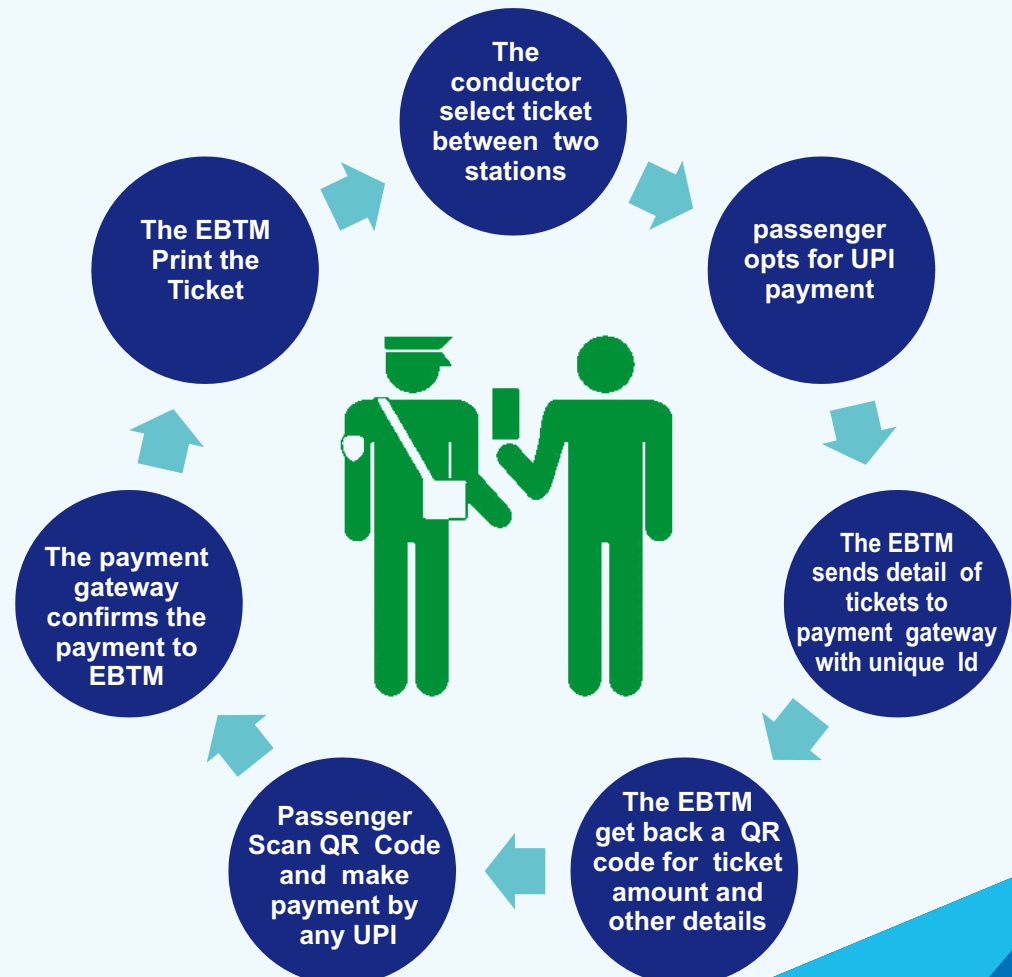 The
conductor
select ticket
between two
stations
passenger
opts for UPI
payment
The EBTM
sends detail of
tickets to
payment gateway
with unique Id
The EBTM
get back a QR
code for ticket
amount and
other details
Passenger
Scan QR Code
and make
payment by
any UPI
The payment
gateway
confirms the
payment to
EBTM
The EBTM
Print the
Ticket